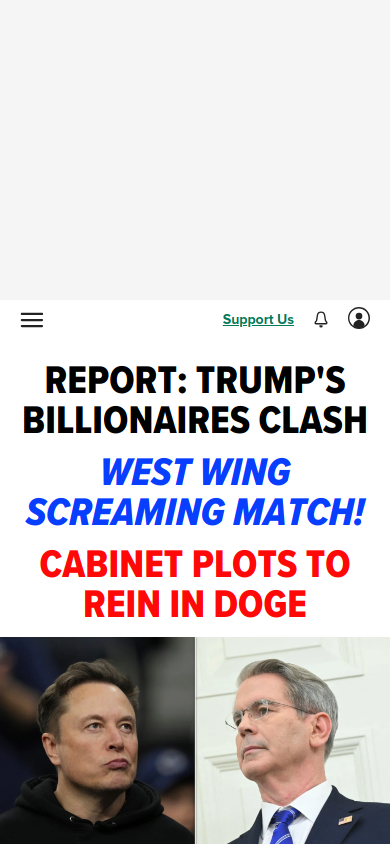 Support Us
REPORT: TRUMP'S
BILLIONAIRES CLASH
WEST WING
SCREAMING MATCH!
CABINET PLOTS TO
REIN IN DOGE